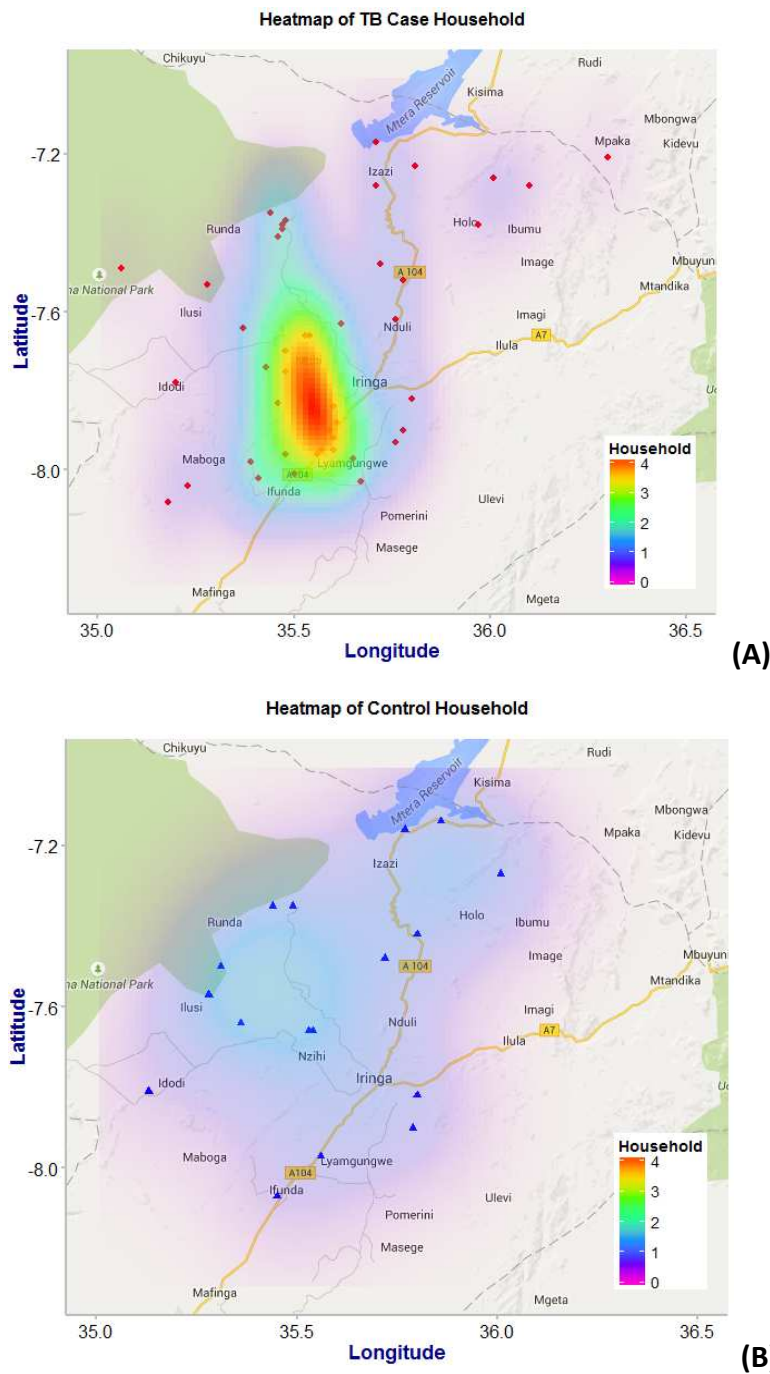 Heatmap of TB Case Household
Chikuyu
Rudi
Kisima
Mtera Reservoir
Mbongwa
Mpaka
Kidevu
-7.2
Izazi
Runda
Holo
Ibumu
Image
A 104
Mbuyuni
na National Park
Mtandika
Ilusi
Imagi
Nduli
A7
-7.6
Ilula
Latitude
Iringa
Idodi
Maboga
Lyamgungwe
-8.0
A104
Ifunda
Ulevi
Pomerini
Masege
Mafinga
Mgeta
Household
4
3
2
1
0
35.0
35.5
36.0
36.5
Longitude
(A)
Heatmap of Control Household
Chikuyu
Rudi
Kisima
Mtera Reservoir
Mbongwa
Mpaka
Kidevu
-7.2
Izazi
Runda
Holo
Ibumu
Image
A 104
Mbuyuni
na National Park
Mtandika
Ilusi
Imagi
Nduli
A7
-7.6
Ilula
Nzihi
Latitude
Iringa
Idodi
Maboga
Lyamgungwe
-8.0
A104
Ifunda
Ulevi
Pomerini
Masege
Mafinga
Mgeta
Household
4
3
2
1
0
35.0
35.5
36.0
36.5
Longitude
(B